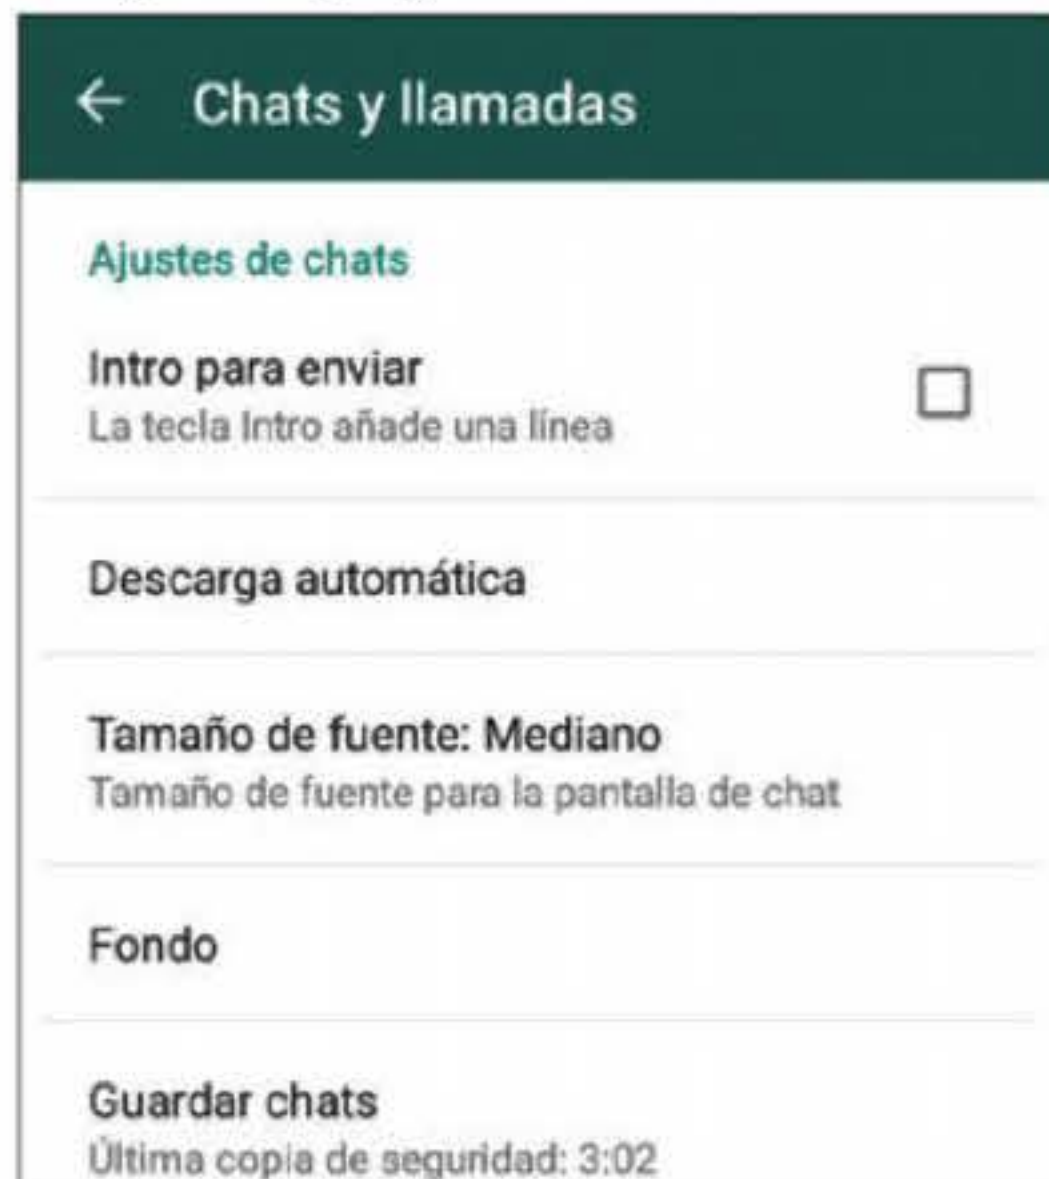 Chats y llamadas
Ajustes de chats
Intro para enviar
La tecla Intro añade una línea
Descarga automática
Tamaño de fuente: Mediano
Tamaño de fuente para la pantalla de chat
Fondo
Guardar chats
Última copia de seguridad: 3:02